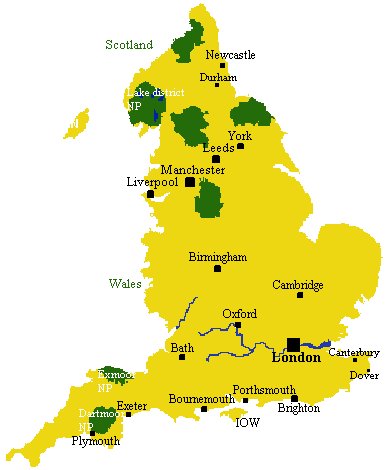 Scotland
Newcastle
Durham
Lake district
NP
York
Leeds
Manchester
Liverpool
Birmingham
Wales
Cambridge
Oxford
Bath
London
Canterbury
Dover
Exmoor
NP
Porthsmouth
Bournemouth
Brighton
Exeter
Dartmoor
NP
IOW
Plymouth